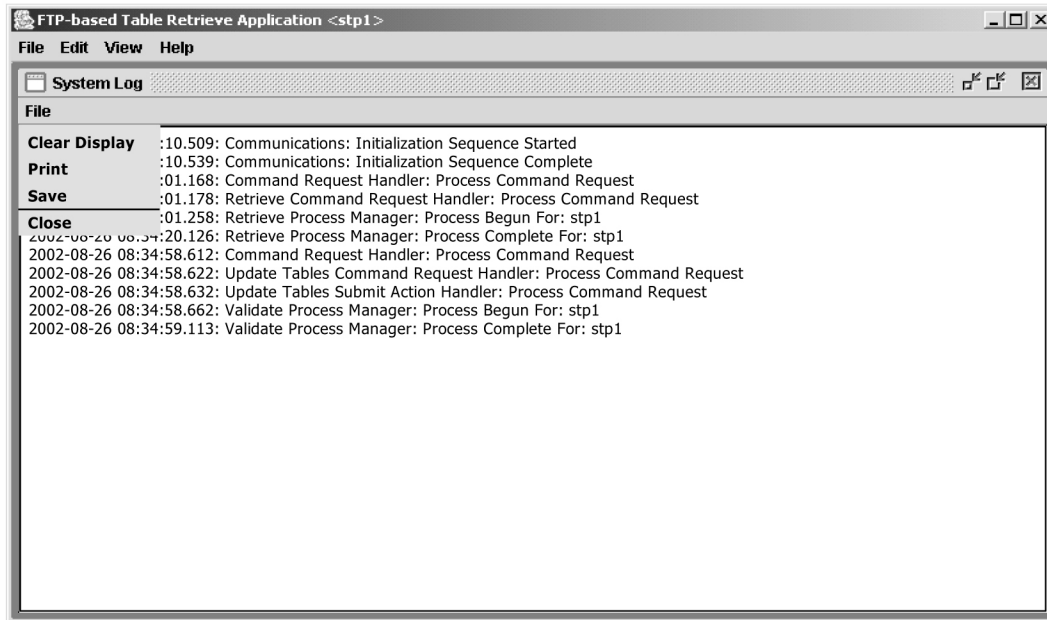 FTP-based Table Retrieve Application <stp1>
File Edit View Help
System Log
File
Clear Display
Print
Save
Close
:10.509: Communications: Initialization Sequence Started
:10.539: Communications: Initialization Sequence Complete
:01.168: Command Request Handler: Process Command Request
:01.178: Retrieve Command Request Handler: Process Command Request
:01.258: Retrieve Process Manager: Process Begun For: stp1
2002-08-26 08:34:20.126: Retrieve Process Manager: Process Complete For: stp1
2002-08-26 08:34:58.612: Command Request Handler: Process Command Request
2002-08-26 08:34:58.622: Update Tables Command Request Handler: Process Command Request
2002-08-26 08:34:58.632: Update Tables Submit Action Handler: Process Command Request
2002-08-26 08:34:58.662: Validate Process Manager: Process Begun For: stp1
2002-08-26 08:34:59.113: Validate Process Manager: Process Complete For: stp1